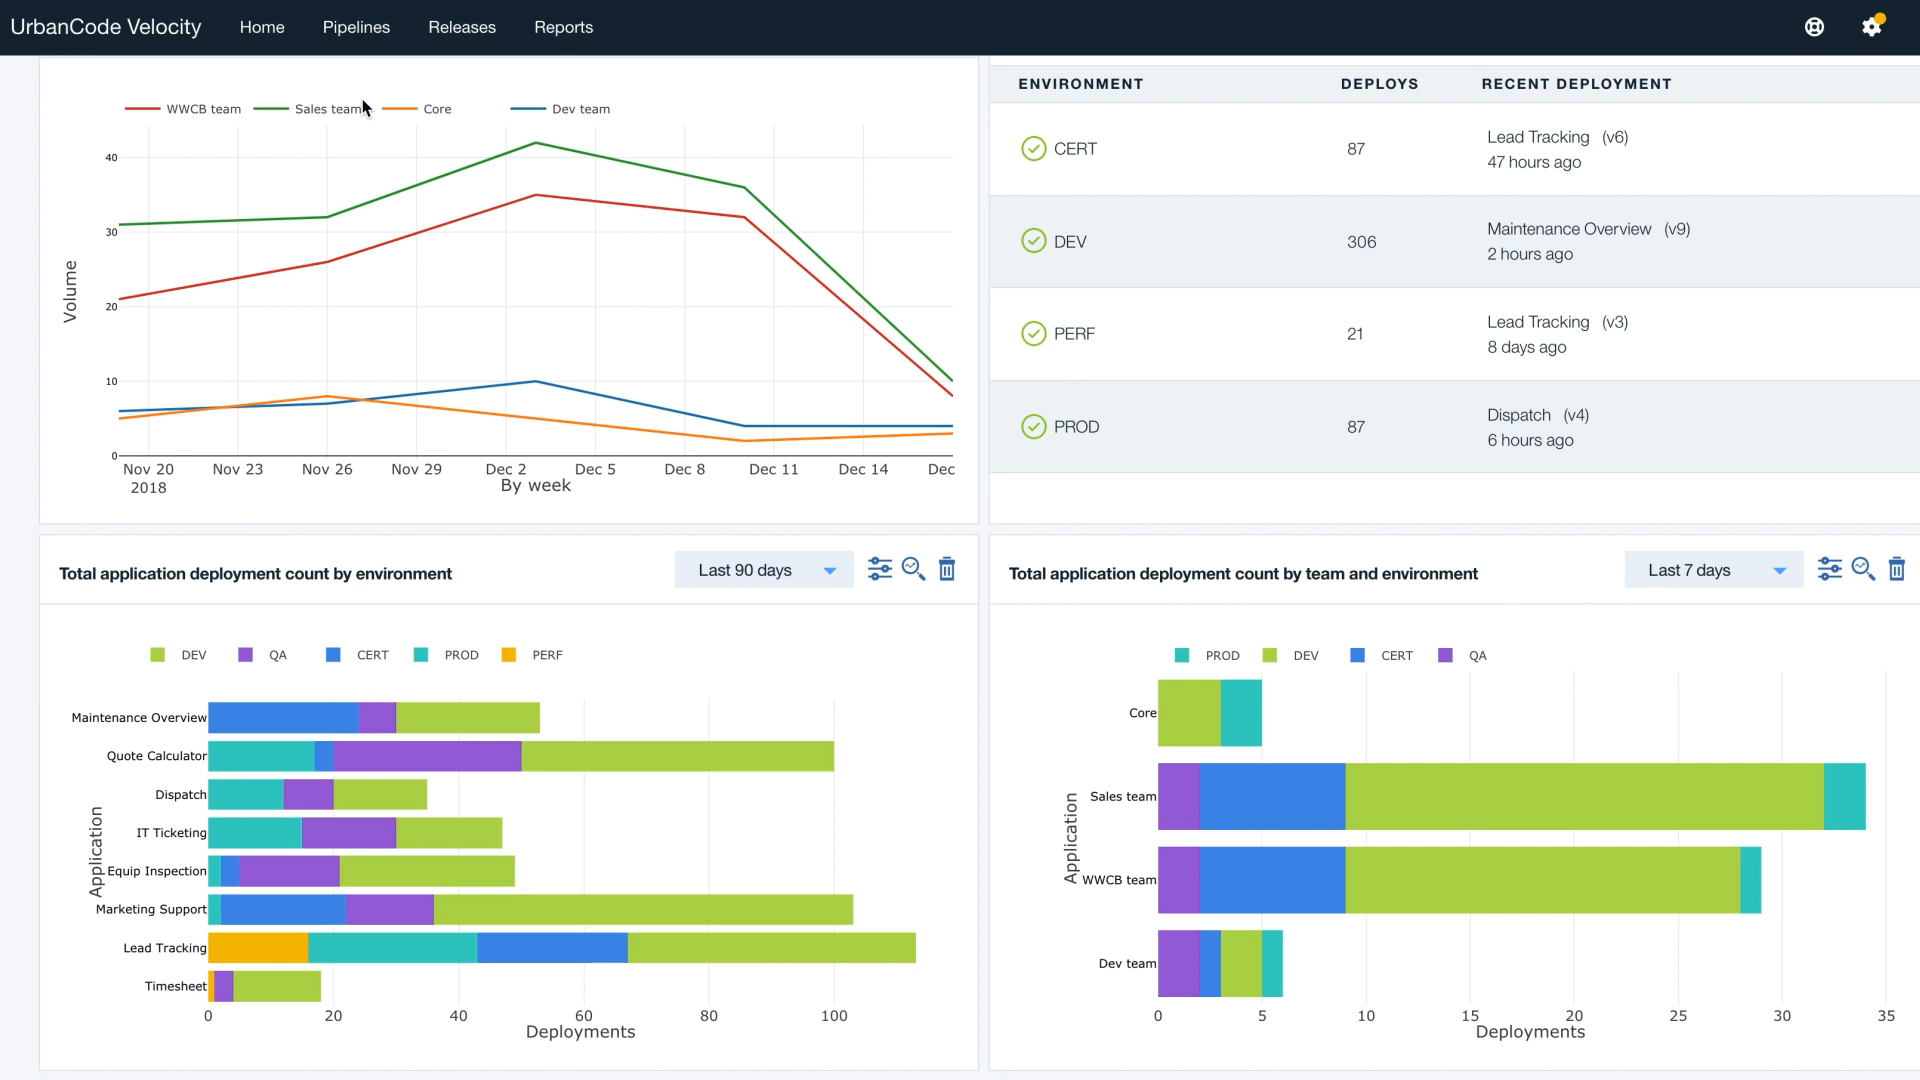 UrbanCode Velocity Home Pipelines Releases Reports
WWCB team Sales team Core Dev team
40
30
20
10
0
Volume
Nov 20 Nov 23 Nov 26 Nov 29 Dec 2 Dec 5 Dec 8 Dec 11 Dec 14 Dec
2018
By week
ENVIRONMENT DEPLOYS RECENT DEPLOYMENT
CERT 87 Lead Tracking (v6)
47 hours ago
DEV 306 Maintenance Overview (v9)
2 hours ago
PERF 21 Lead Tracking (v3)
8 days ago
PROD 87 Dispatch (v4)
6 hours ago
Total application deployment count by environment Last 90 days
DEV QA CERT PROD PERF
Application
Maintenance Overview
Quote Calculator
Dispatch
IT Ticketing
Equip Inspection
Marketing Support
Lead Tracking
Timesheet
0 20 40 60 80 100
Deployments
Total application deployment count by team and environment Last 7 days
PROD DEV CERT QA
Application
Core
Sales team
WWCB team
Dev team
0 5 10 15 20 25 30 35
Deployments